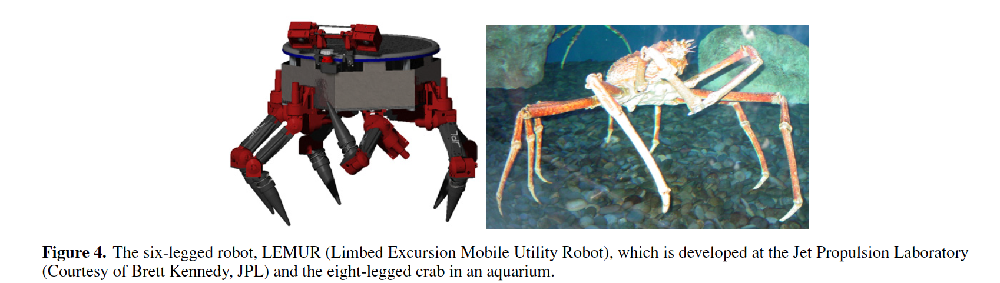 JPL
JPL
Figure 4. The six-legged robot, LEMUR (Limbed Excursion Mobile Utility Robot), which is developed at the Jet Propulsion Laboratory
(Courtesy of Brett Kennedy, JPL) and the eight-legged crab in an aquarium.